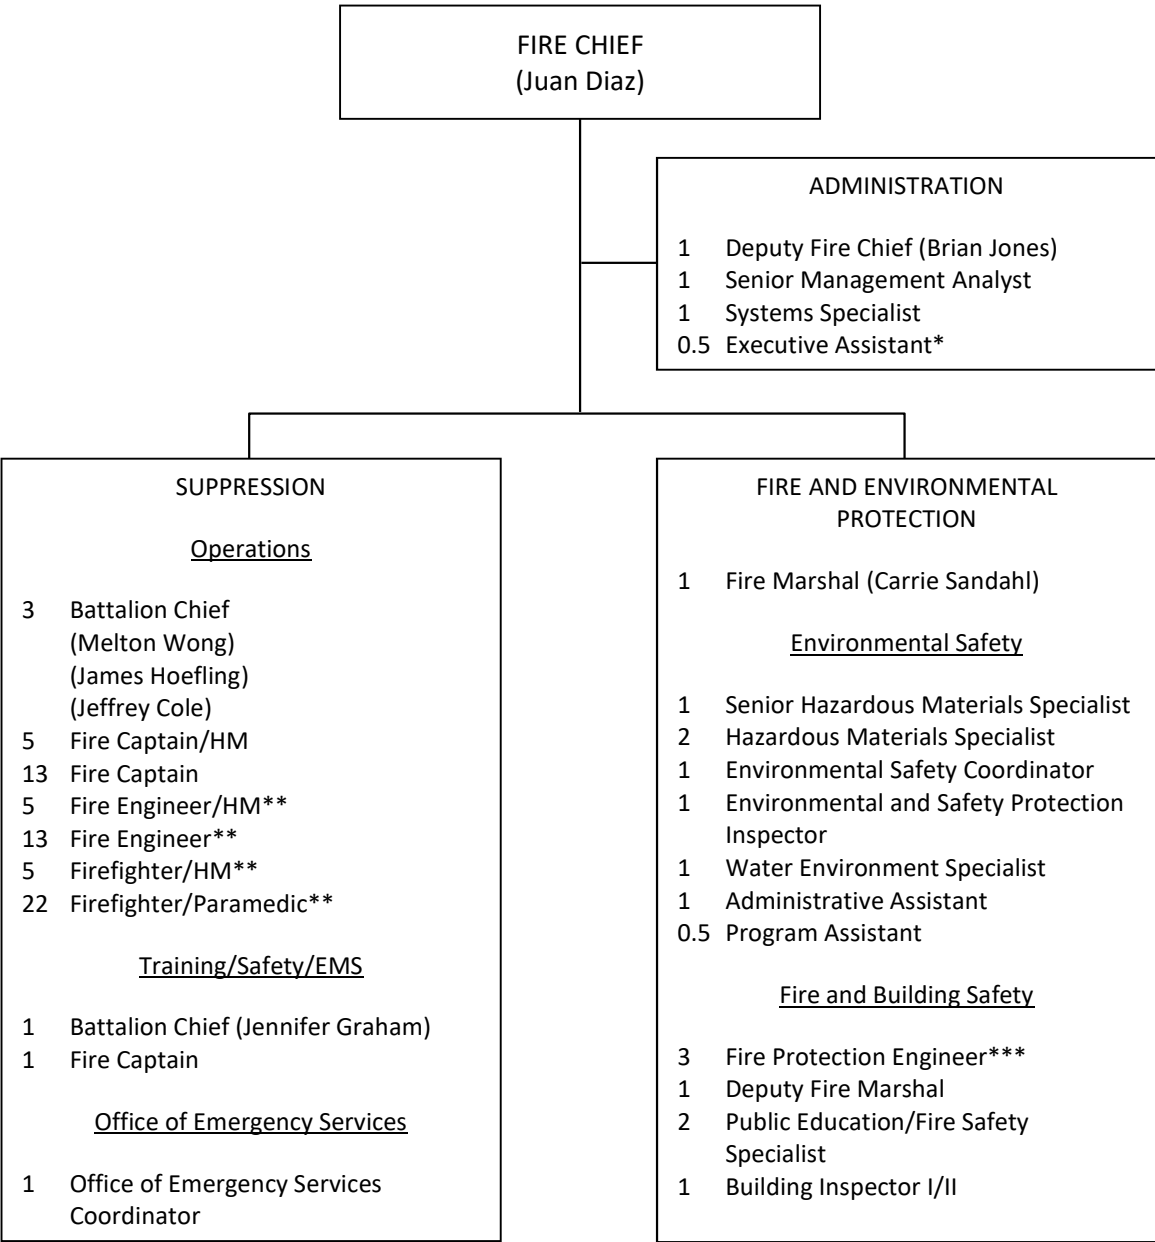 FIRE CHIEF
(Juan Diaz)
ADMINISTRATION
1 Deputy Fire Chief (Brian Jones)
1 Senior Management Analyst
1 Systems Specialist
0.5 Executive Assistant*
SUPPRESSION
Operations
3 Battalion Chief
(Melton Wong)
(James Hoefling)
(Jeffrey Cole)
5 Fire Captain/HM
13 Fire Captain
5 Fire Engineer/HM**
13 Fire Engineer**
5 Firefighter/HM**
22 Firefighter/Paramedic**
Training/Safety/EMS
1 Battalion Chief (Jennifer Graham)
1 Fire Captain
Office of Emergency Services
1 Office of Emergency Services
Coordinator
FIRE AND ENVIRONMENTAL
PROTECTION
1 Fire Marshal (Carrie Sandahl)
Environmental Safety
1 Senior Hazardous Materials Specialist
2 Hazardous Materials Specialist
1 Environmental Safety Coordinator
1 Environmental and Safety Protection
Inspector
1 Water Environment Specialist
1 Administrative Assistant
0.5 Program Assistant
Fire and Building Safety
3 Fire Protection Engineer***
1 Deputy Fire Marshal
2 Public Education/Fire Safety
Specialist
1 Building Inspector I/II